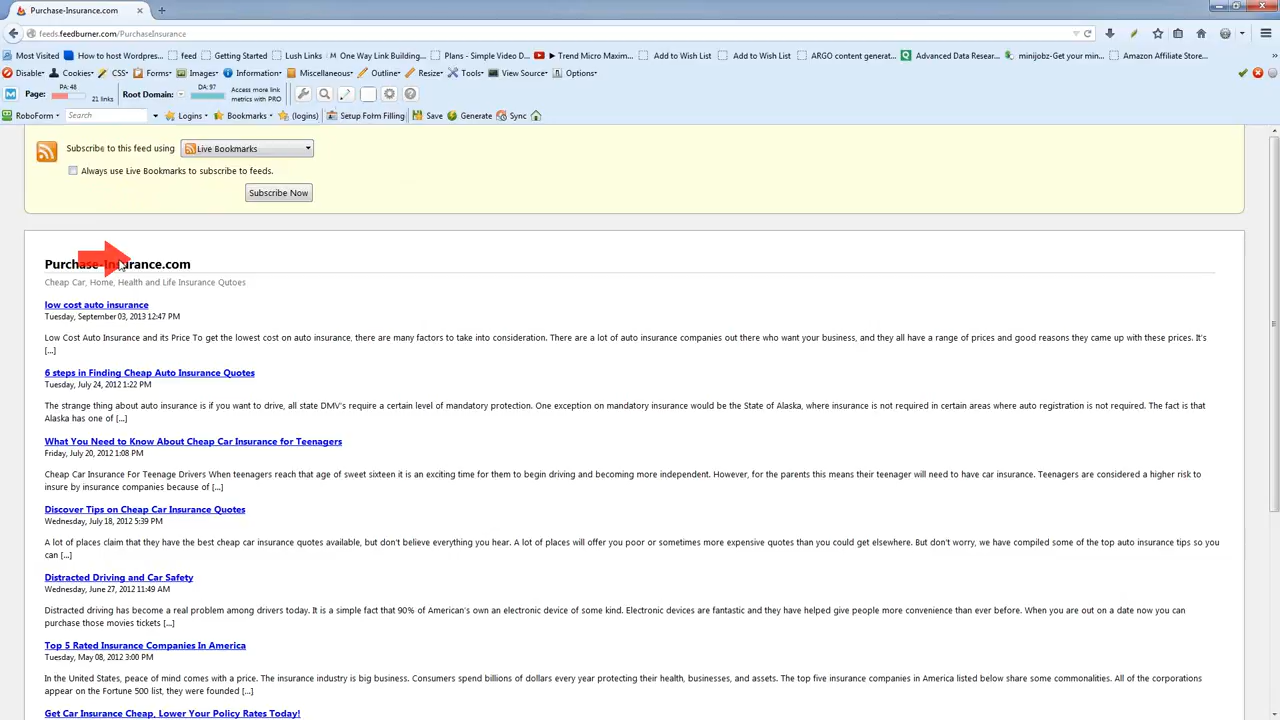 Purchase-Insurance.com
feeds.feedburner.com/PurchaseInsurance
Most Visited How to host Wordpres... feed Getting Started Lush Links One Way Link Building... Plans - Simple Video D... Trend Micro Maxim... Add to Wish List Add to Wish List ARGO content generat... Advanced Data Resear... minijobz-Get your min... Amazon Affiliate Store...
Disable Cookies CSS Forms Images Information Miscellaneous Outline Resize Tools View Source Options
Page: PA: 48 21 links Root Domain: DA: 97 Access more link metrics with PRO
RoboForm Search Logins Bookmarks (logins) Setup Form Filling Save Generate Sync
Subscribe to this feed using Live Bookmarks
Always use Live Bookmarks to subscribe to feeds.
Subscribe Now
Purchase-Insurance.com
Cheap Car, Home, Health and Life Insurance Qutoes
low cost auto insurance
Tuesday, September 03, 2013 12:47 PM
Low Cost Auto Insurance and its Price To get the lowest cost on auto insurance, there are many factors to take into consideration. There are a lot of auto insurance companies out there who want your business, and they all have a range of prices and good reasons they came up with these prices. It's
[...]
6 steps in Finding Cheap Auto Insurance Quotes
Tuesday, July 24, 2012 1:22 PM
The strange thing about auto insurance is if you want to drive, all state DMV's require a certain level of mandatory protection. One exception on mandatory insurance would be the State of Alaska, where insurance is not required in certain areas where auto registration is not required. The fact is that
Alaska has one of [...]
What You Need to Know About Cheap Car Insurance for Teenagers
Friday, July 20, 2012 1:08 PM
Cheap Car Insurance For Teenage Drivers When teenagers reach that age of sweet sixteen it is an exciting time for them to begin driving and becoming more independent. However, for the parents this means their teenager will need to have car insurance. Teenagers are considered a higher risk to
insure by insurance companies because of [...]
Discover Tips on Cheap Car Insurance Quotes
Wednesday, July 18, 2012 5:39 PM
A lot of places claim that they have the best cheap car insurance quotes available, but don't believe everything you hear. A lot of places will offer you poor or sometimes more expensive quotes than you could get elsewhere. But don't worry, we have compiled some of the top auto insurance tips so you
can [...]
Distracted Driving and Car Safety
Wednesday, June 27, 2012 11:49 AM
Distracted driving has become a real problem among drivers today. It is a simple fact that 90% of American's own an electronic device of some kind. Electronic devices are fantastic and they have helped give people more convenience than ever before. When you are out on a date now you can
purchase those movies tickets [...]
Top 5 Rated Insurance Companies In America
Tuesday, May 08, 2012 3:00 PM
In the United States, peace of mind comes with a price. The insurance industry is big business. Consumers spend billions of dollars every year protecting their health, businesses, and assets. The top five insurance companies in America listed below share some commonalities. All of the corporations
appear on the Fortune 500 list, they were founded [...]
Get Car Insurance Cheap, Lower Your Policy Rates Today!